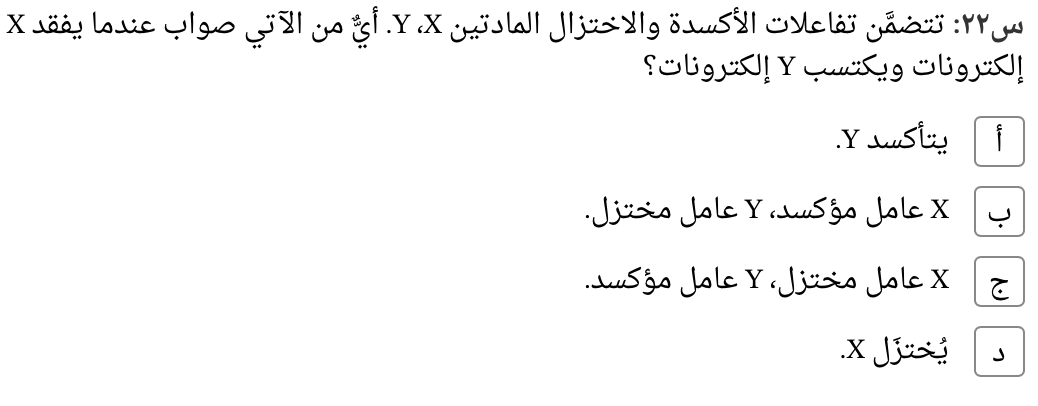 س٢٢: تتضمَّن تفاعلات الأكسدة والاختزال المادتين X، Y. أيٌّ من الآتي صواب عندما يفقد X
إلكترونات ويكتسب Y إلكترونات؟
أ يتأكسد Y.
ب X عامل مؤكسد، Y عامل مختزل.
ج X عامل مختزل، Y عامل مؤكسد.
د يُختزَل X.